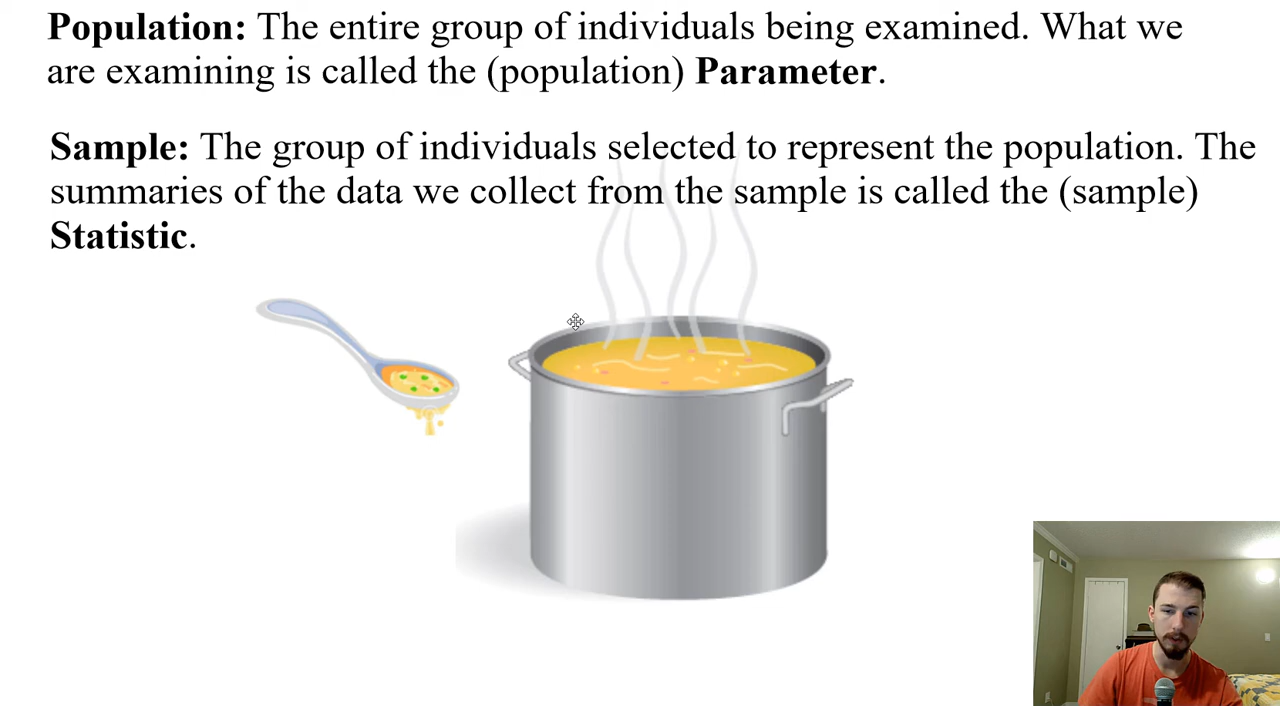 Population: The entire group of individuals being examined. What we
are examining is called the (population) Parameter.
Sample: The group of individuals selected to represent the population. The
summaries of the data we collect from the sample is called the (sample)
Statistic.